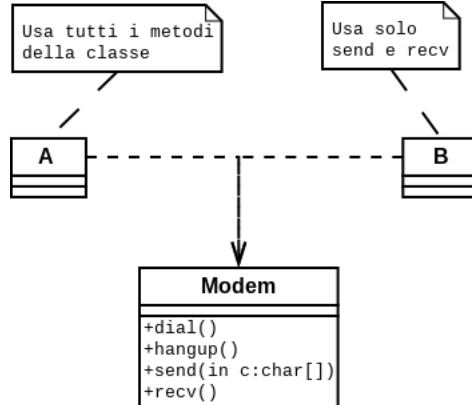 Usa tutti i metodi
della classe
Usa solo
send e recv
A
B
Modem
+dial()
+hangup()
+send(in c:char[])
+recv()